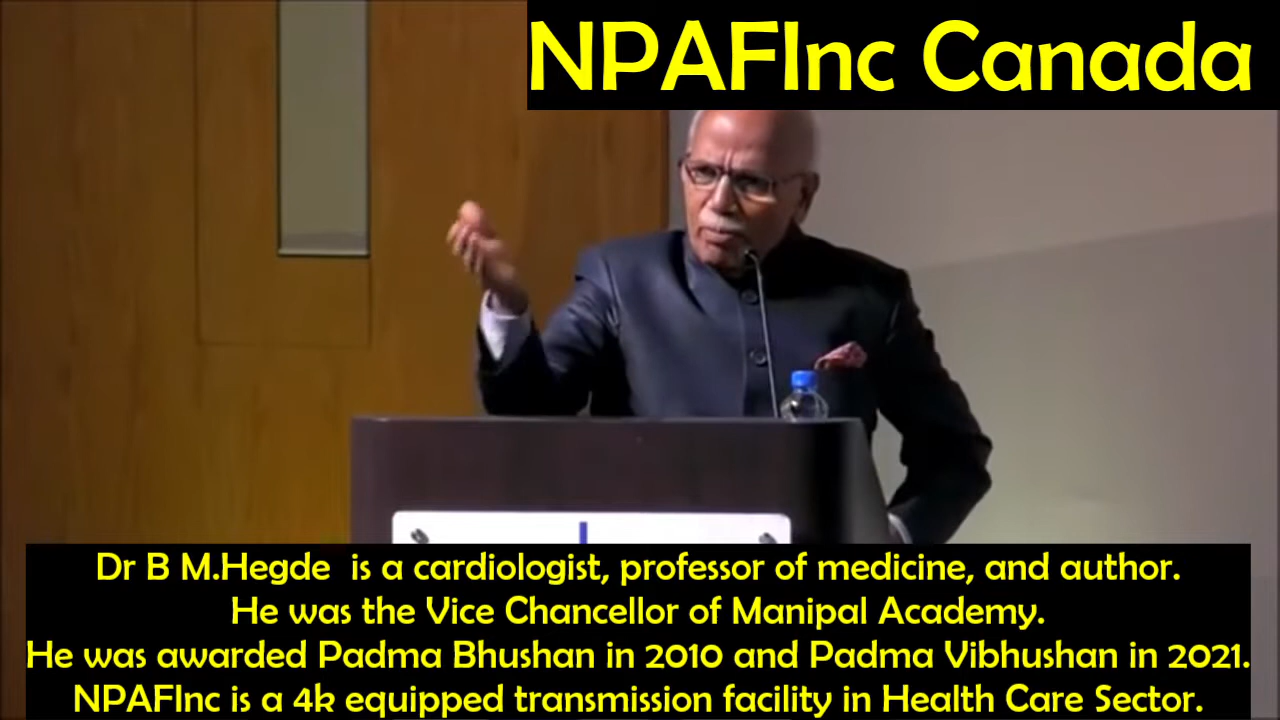 NPAFInc Canada
Dr B M.Hegde  is a cardiologist, professor of medicine, and author.
He was the Vice Chancellor of Manipal Academy.
He was awarded Padma Bhushan in 2010 and Padma Vibhushan in 2021.
NPAFInc is a 4k equipped transmission facility in Health Care Sector.